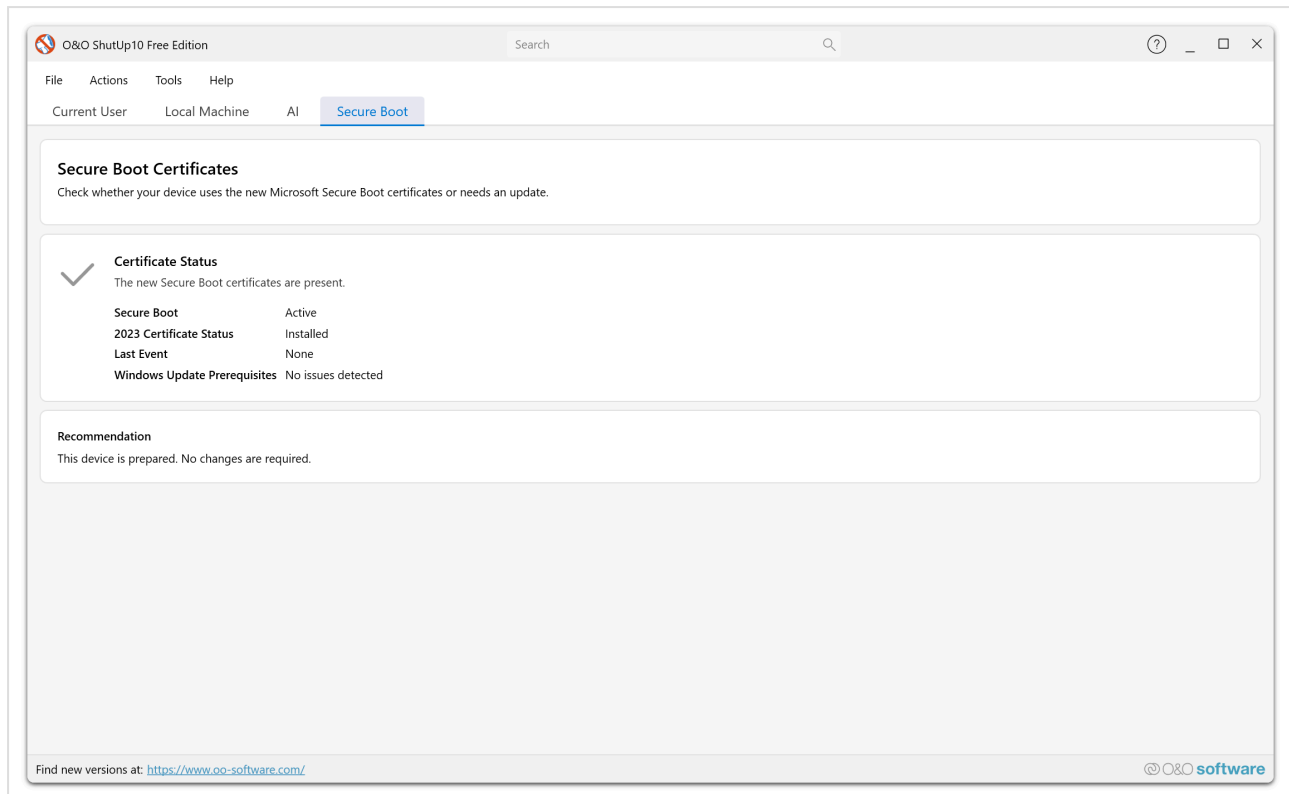 O&O ShutUp10 Free Edition
Search
File Actions Tools Help
Current User Local Machine AI Secure Boot
Secure Boot Certificates
Check whether your device uses the new Microsoft Secure Boot certificates or needs an update.
Certificate Status
The new Secure Boot certificates are present.
Secure Boot Active
2023 Certificate Status Installed
Last Event None
Windows Update Prerequisites No issues detected
Recommendation
This device is prepared. No changes are required.
Find new versions at: https://www.oo-software.com/
O&O software